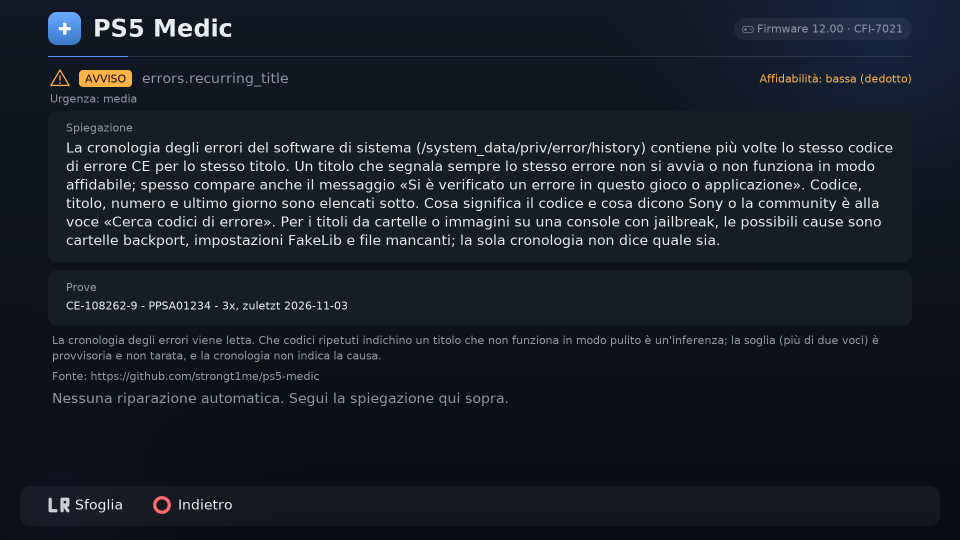 PS5 Medic
Firmware 12.00 · CFI-7021
AVVISO errors.recurring_title
Affidabilità: bassa (dedotto)
Urgenza: media
Spiegazione
La cronologia degli errori del software di sistema (/system_data/priv/error/history) contiene più volte lo stesso codice
di errore CE per lo stesso titolo. Un titolo che segnala sempre lo stesso errore non si avvia o non funziona in modo
affidabile; spesso compare anche il messaggio «Si è verificato un errore in questo gioco o applicazione». Codice,
titolo, numero e ultimo giorno sono elencati sotto. Cosa significa il codice e cosa dicono Sony o la community è alla
voce «Cerca codici di errore». Per i titoli da cartelle o immagini su una console con jailbreak, le possibili cause sono
cartelle backport, impostazioni FakeLib e file mancanti; la sola cronologia non dice quale sia.
Prove
CE-108262-9 - PPSA01234 - 3x, zuletzt 2026-11-03
La cronologia degli errori viene letta. Che codici ripetuti indichino un titolo che non funziona in modo pulito è un'inferenza; la soglia (più di due voci) è
provvisoria e non tarata, e la cronologia non indica la causa.
Fonte: https://github.com/strongt1me/ps5-medic
Nessuna riparazione automatica. Segui la spiegazione qui sopra.
LR Sfoglia
Indietro